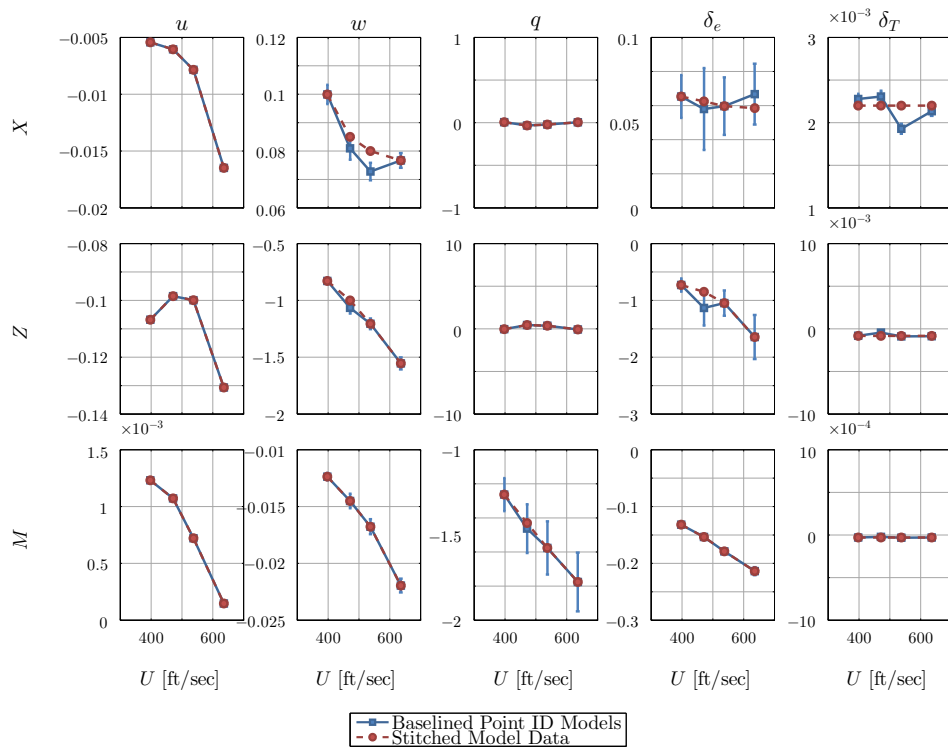 u w q δ_e δ_T
×10⁻³
−0.005 0.12 1 0.1 3
−0.01 0.1
X −0.015 0.08 0 0.05 2
−0.02 0.06 −1 0 1
×10⁻³
−0.08 −0.5 10 0 10
−0.1 −1 −1
Z 0 0
−0.12 −1.5 −2
−0.14 −2 −10 −3 −10
×10⁻³ ×10⁻⁴
1.5 −0.01 −1 0 10
1 −0.015 −0.1
M −1.5 0
0.5 −0.02 −0.2
0 −0.025 −2 −0.3 −10
400 600 400 600 400 600 400 600 400 600
U [ft/sec] U [ft/sec] U [ft/sec] U [ft/sec] U [ft/sec]
Baselined Point ID Models
Stitched Model Data